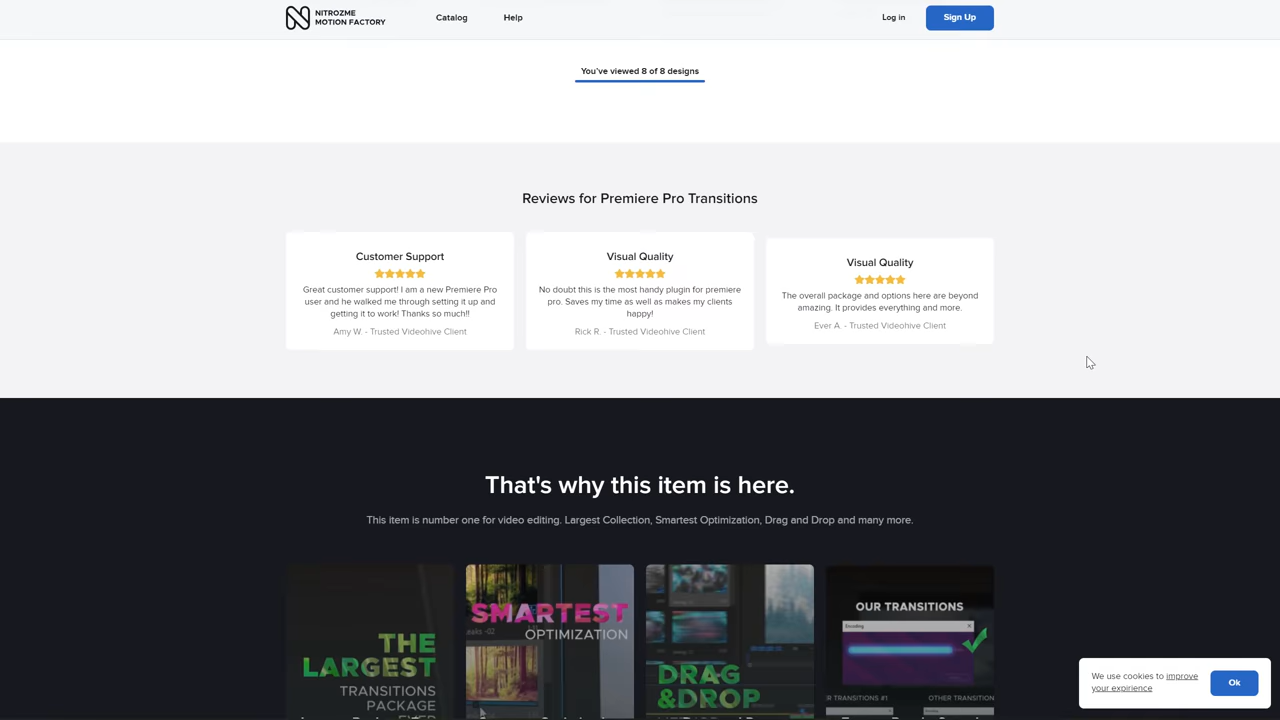 NITROZME
MOTION FACTORY
Catalog
Help
Log in
Sign Up
You've viewed 8 of 8 designs
Reviews for Premiere Pro Transitions
Customer Support
Great customer support! I am a new Premiere Pro
user and he walked me through setting it up and
getting it to work! Thanks so much!!
Amy W. - Trusted Videohive Client
Visual Quality
No doubt this is the most handy plugin for premiere
pro. Saves my time as well as makes my clients
happy!
Rick R. - Trusted Videohive Client
Visual Quality
The overall package and options here are beyond
amazing. It provides everything and more.
Ever A. - Trusted Videohive Client
That's why this item is here.
This item is number one for video editing. Largest Collection, Smartest Optimization, Drag and Drop and many more.
THE
LARGEST
TRANSITIONS
PACKAGE
EVER
SMARTEST
OPTIMIZATION
DRAG
&DROP
OUR TRANSITIONS
Encoding
R TRANSITIONS #1
OTHER TRANSITION
We use cookies to improve
your expirience
Ok